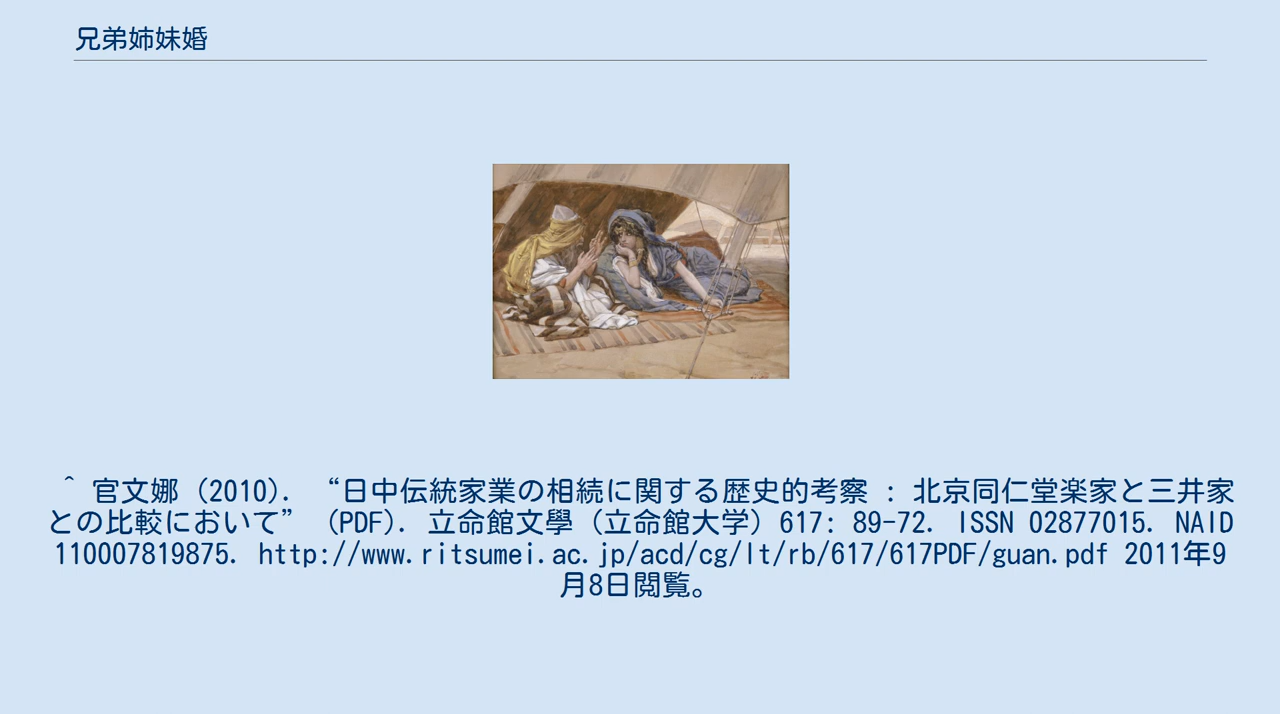 兄弟姉妹婚
^ 官文娜 (2010). “日中伝統家業の相続に関する歴史的考察 : 北京同仁堂楽家と三井家
との比較において” (PDF). 立命館文學（立命館大学）617: 89-72. ISSN 02877015. NAID
110007819875. http://www.ritsumei.ac.jp/acd/cg/lt/rb/617/617PDF/guan.pdf 2011年9
月8日閲覧。